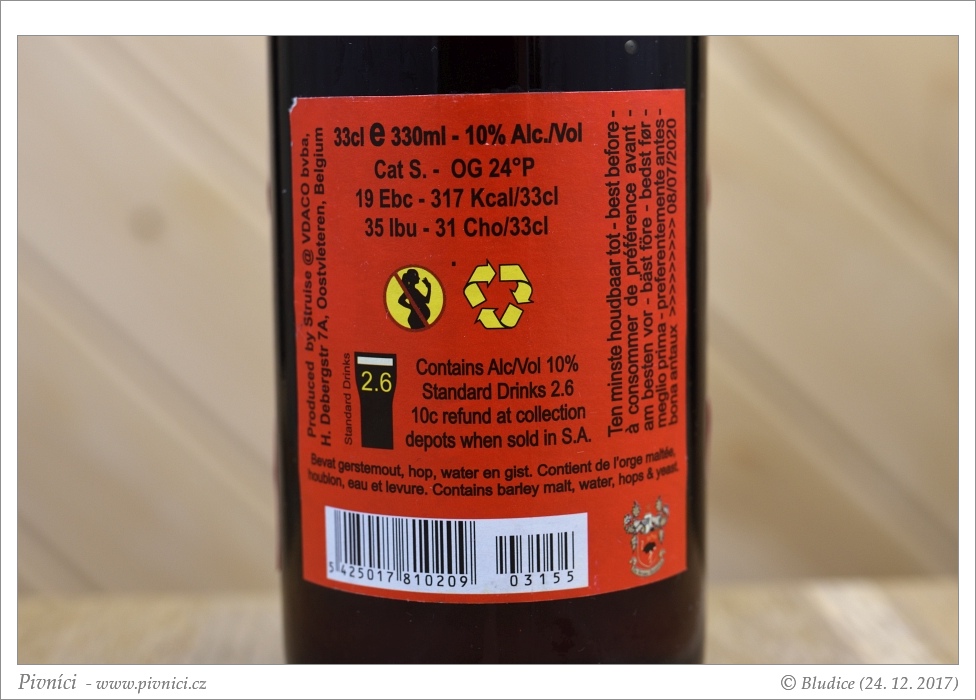 33cl e 330ml - 10% Alc./Vol
Cat S. - OG 24°P
19 Ebc - 317 Kcal/33cl
35 Ibu - 31 Cho/33cl
Produced by Struise @ VDACO bvba,
H. Debergstr 7A, Oostvleteren, Belgium
Ten minste houdbaar tot - best before -
à consommer de préférence avant -
am besten vor - bäst före - bedst før -
meglio prima - preferentemente antes -
bona antaux >>>>>>>>>> 08/07/2020
Standard Drinks
2.6
Contains Alc/Vol 10%
Standard Drinks 2.6
10c refund at collection
depots when sold in S.A.
Bevat gerstemout, hop, water en gist. Contient de l'orge maltée,
houblon, eau et levure. Contains barley malt, water, hops & yeast.
5 425017 810209
03155
Pivníci - www.pivnici.cz
© Bludice (24. 12. 2017)